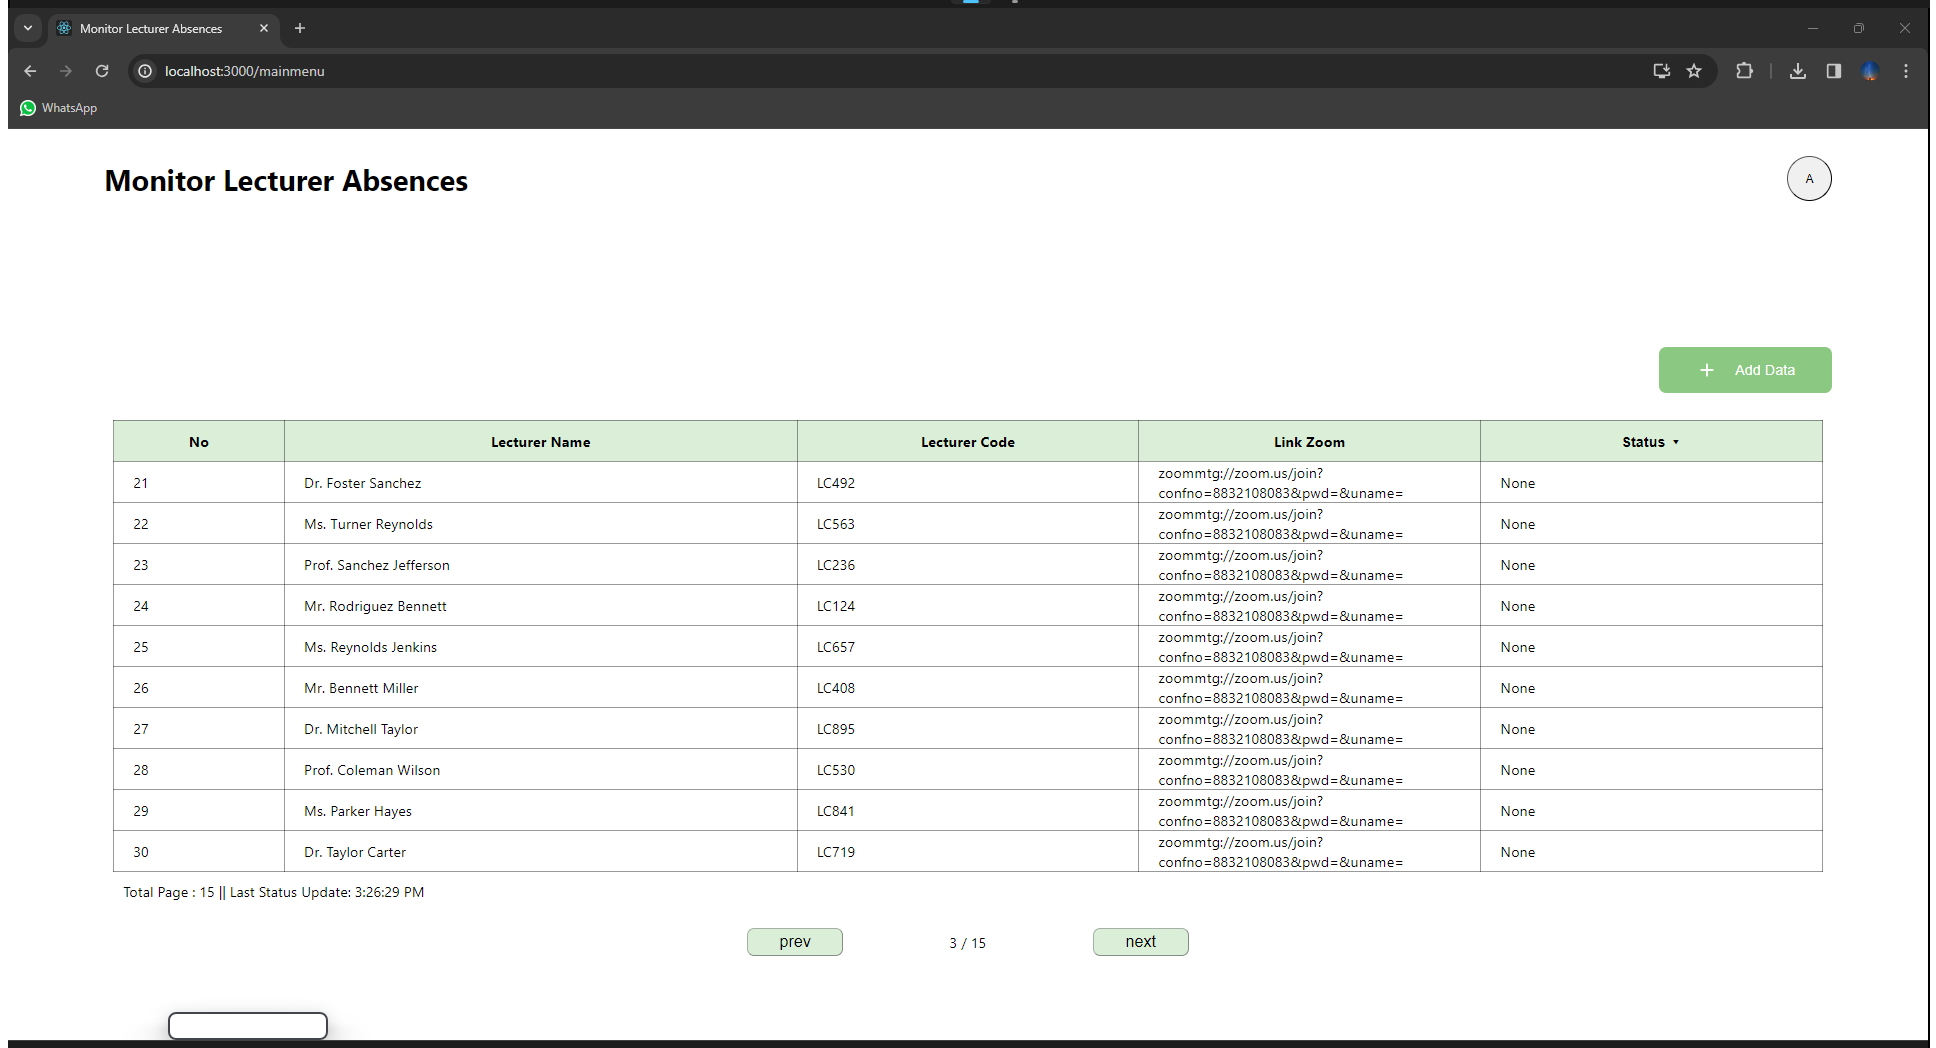 Monitor Lecturer Absences
localhost:3000/mainmenu
WhatsApp
Monitor Lecturer Absences
A
+ Add Data
No Lecturer Name Lecturer Code Link Zoom Status ▼
21 Dr. Foster Sanchez LC492 zoommtg://zoom.us/join?
confno=8832108083&pwd=&uname= None
22 Ms. Turner Reynolds LC563 zoommtg://zoom.us/join?
confno=8832108083&pwd=&uname= None
23 Prof. Sanchez Jefferson LC236 zoommtg://zoom.us/join?
confno=8832108083&pwd=&uname= None
24 Mr. Rodriguez Bennett LC124 zoommtg://zoom.us/join?
confno=8832108083&pwd=&uname= None
25 Ms. Reynolds Jenkins LC657 zoommtg://zoom.us/join?
confno=8832108083&pwd=&uname= None
26 Mr. Bennett Miller LC408 zoommtg://zoom.us/join?
confno=8832108083&pwd=&uname= None
27 Dr. Mitchell Taylor LC895 zoommtg://zoom.us/join?
confno=8832108083&pwd=&uname= None
28 Prof. Coleman Wilson LC530 zoommtg://zoom.us/join?
confno=8832108083&pwd=&uname= None
29 Ms. Parker Hayes LC841 zoommtg://zoom.us/join?
confno=8832108083&pwd=&uname= None
30 Dr. Taylor Carter LC719 zoommtg://zoom.us/join?
confno=8832108083&pwd=&uname= None
Total Page : 15 || Last Status Update: 3:26:29 PM
prev 3 / 15 next